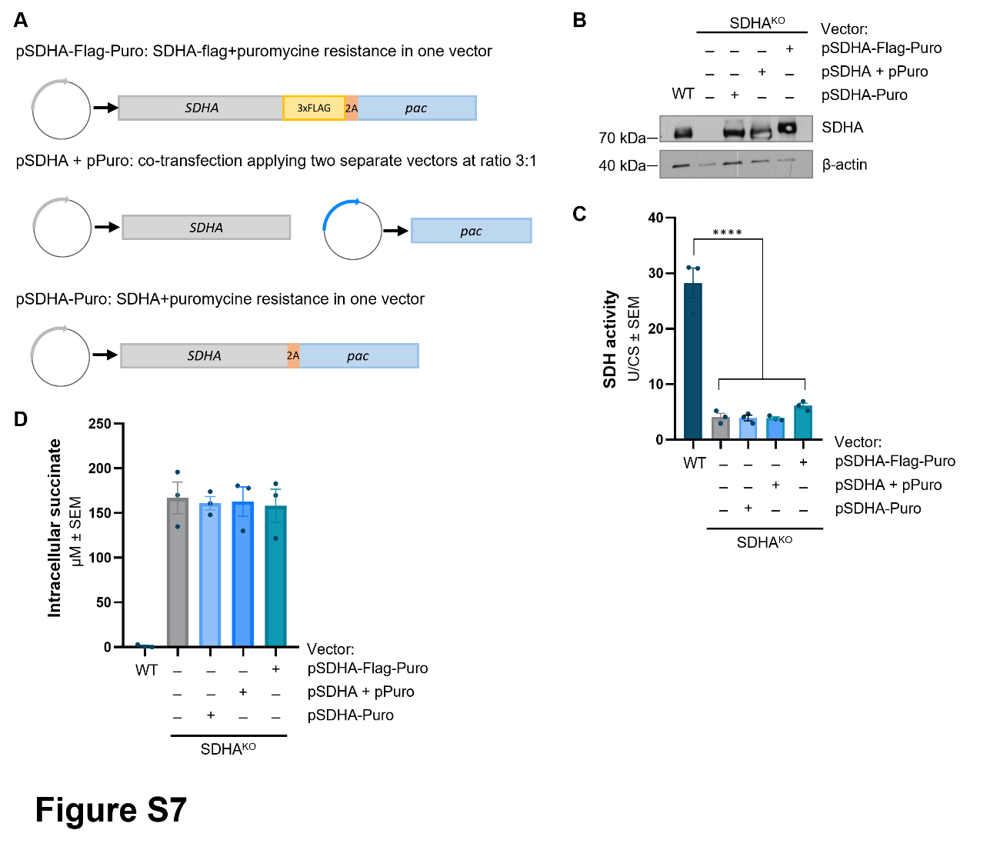 A
pSDHA-Flag-Puro: SDHA-flag+puromycine resistance in one vector
SDHA 3xFLAG 2A pac
pSDHA + pPuro: co-transfection applying two separate vectors at ratio 3:1
SDHA pac
pSDHA-Puro: SDHA+puromycine resistance in one vector
SDHA 2A pac
B
SDHAKO
Vector:
– – – + pSDHA-Flag-Puro
– – + – pSDHA + pPuro
WT – + – – pSDHA-Puro
70 kDa SDHA
40 kDa β-actin
C
SDH activity
U/CS ± SEM
40
30
20
10
0
****
Vector:
WT – – – + pSDHA-Flag-Puro
– – + – pSDHA + pPuro
– + – – pSDHA-Puro
SDHAKO
D
Intracellular succinate
µM ± SEM
250
200
150
100
50
0
Vector:
WT – – – + pSDHA-Flag-Puro
– – + – pSDHA + pPuro
– + – – pSDHA-Puro
SDHAKO
Figure S7